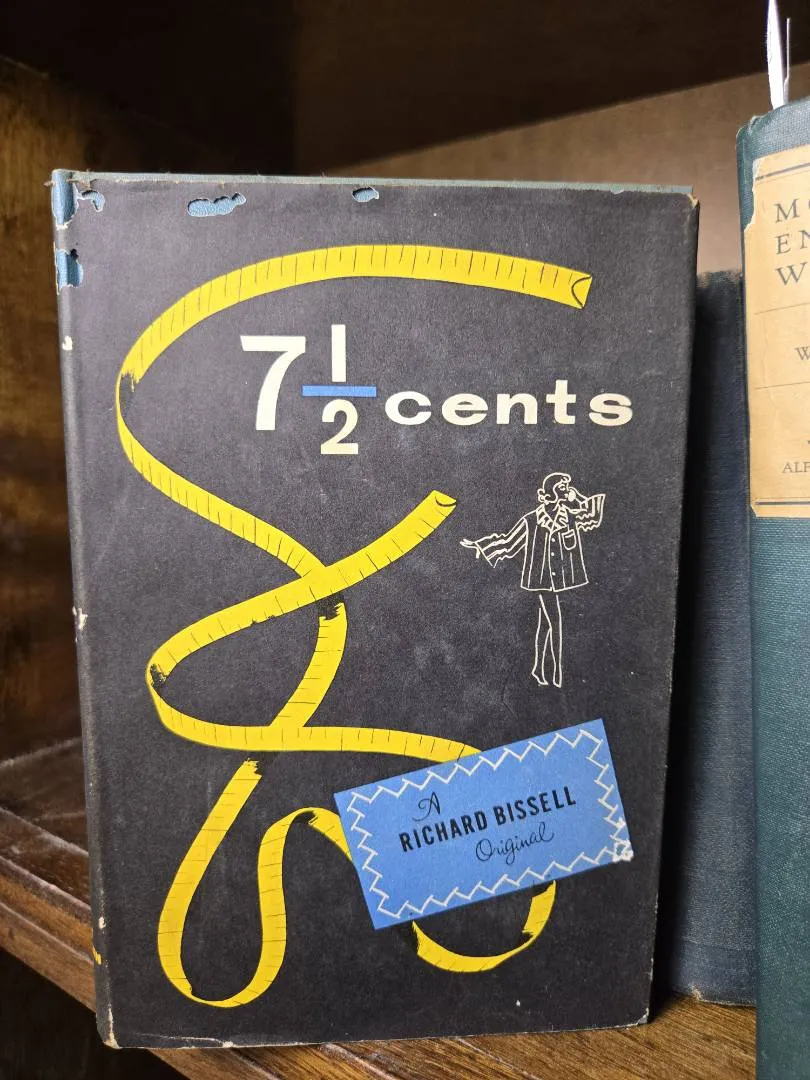 7 1/2 cents
A
RICHARD BISSELL
Original